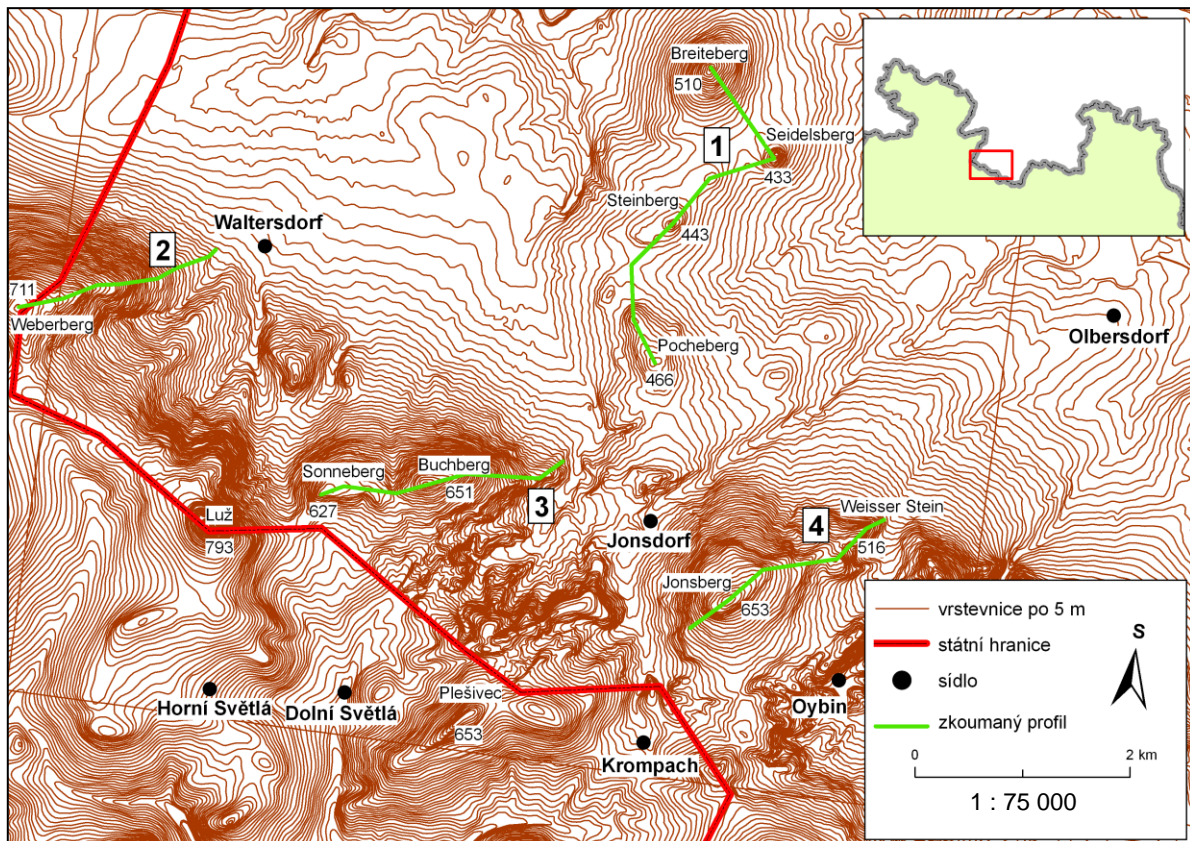 Breiteberg
510
1
Seidelsberg
433
Steinberg
443
Waltersdorf
2
711
Weberberg
Olbersdorf
Pocheberg
466
Sonneberg
Buchberg
651
627
3
Weisser Stein
4
516
Luž
793
Jonsdorf
Jonsberg
653
Plešivec
653
Horní Světlá
Dolní Světlá
Krompach
Oybin
vrstevnice po 5 m
státní hranice
sídlo
zkoumaný profil
S
0
2 km
1 : 75 000